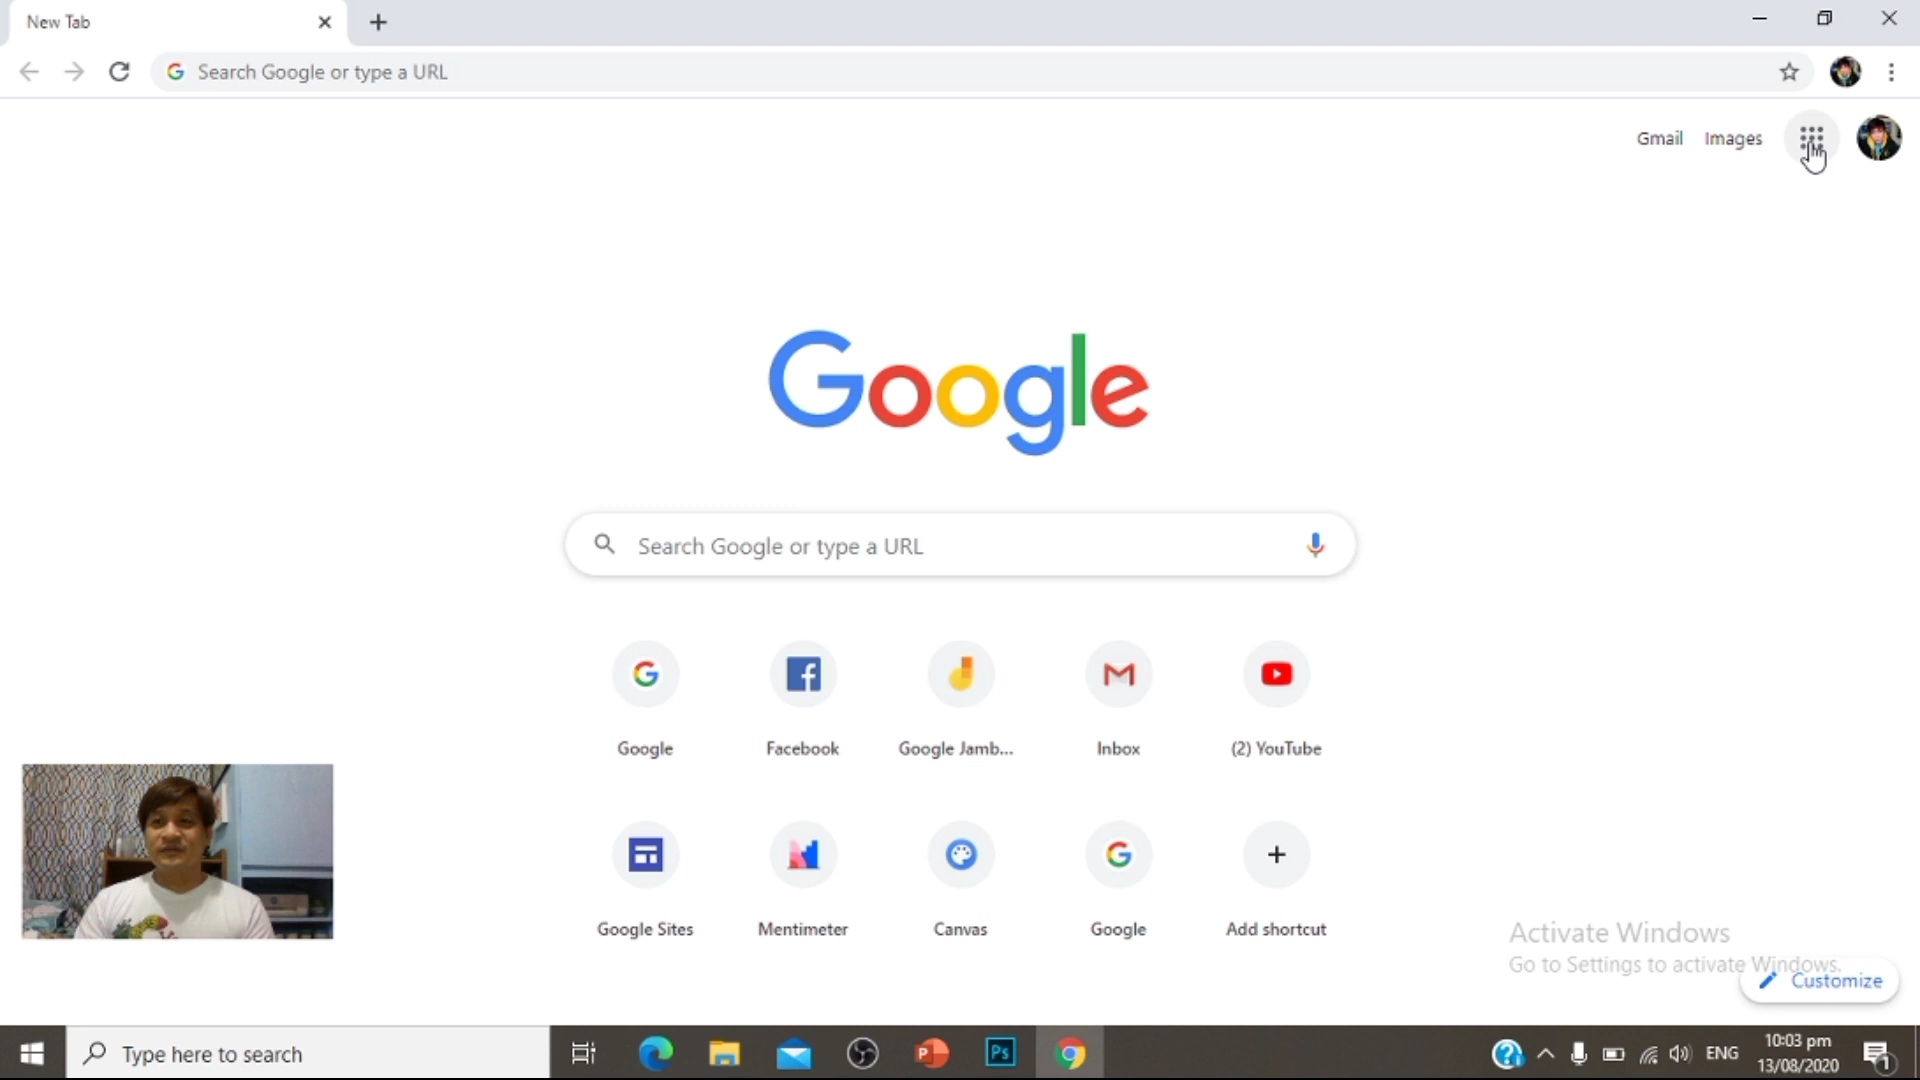 New Tab
Search Google or type a URL
Gmail Images
Google
Search Google or type a URL
Google Facebook Google Jamb... Inbox (2) YouTube
Google Sites Mentimeter Canvas Google Add shortcut
Activate Windows
Go to Settings to activate Windows.
Customize
Type here to search
Ps
ENG
10:03 pm
13/08/2020
1